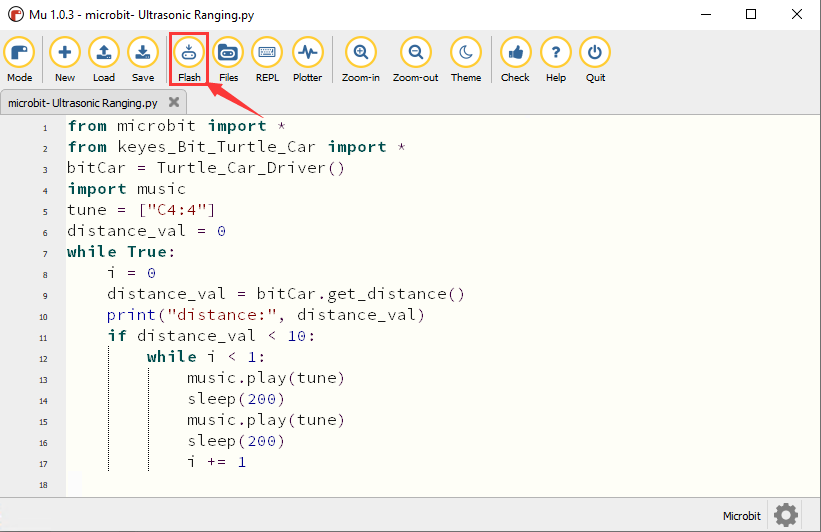 Mu 1.0.3 - microbit- Ultrasonic Ranging.py
Mode New Load Save Flash Files REPL Plotter Zoom-in Zoom-out Theme Check Help Quit
microbit- Ultrasonic Ranging.py
1 from microbit import *
2 from keyes_Bit_Turtle_Car import *
3 bitCar = Turtle_Car_Driver()
4 import music
5 tune = ["C4:4"]
6 distance_val = 0
7 while True:
8     i = 0
9     distance_val = bitCar.get_distance()
10     print("distance:", distance_val)
11     if distance_val < 10:
12         while i < 1:
13             music.play(tune)
14             sleep(200)
15             music.play(tune)
16             sleep(200)
17             i += 1
18
Microbit